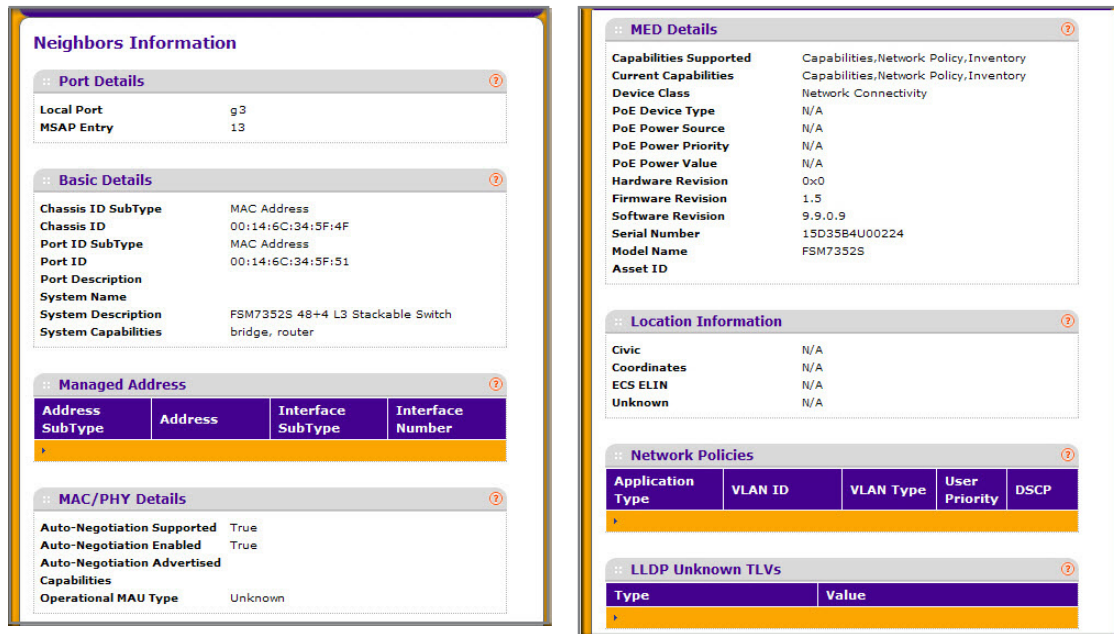 Neighbors Information
Port Details
Local Port g3
MSAP Entry 13
Basic Details
Chassis ID SubType MAC Address
Chassis ID 00:14:6C:34:5F:4F
Port ID SubType MAC Address
Port ID 00:14:6C:34:5F:51
Port Description
System Name
System Description FSM7352S 48+4 L3 Stackable Switch
System Capabilities bridge, router
Managed Address
Address SubType Address Interface SubType Interface Number
MAC/PHY Details
Auto-Negotiation Supported True
Auto-Negotiation Enabled True
Auto-Negotiation Advertised
Capabilities
Operational MAU Type Unknown
MED Details
Capabilities Supported Capabilities,Network Policy,Inventory
Current Capabilities Capabilities,Network Policy,Inventory
Device Class Network Connectivity
PoE Device Type N/A
PoE Power Source N/A
PoE Power Priority N/A
PoE Power Value N/A
Hardware Revision 0x0
Firmware Revision 1.5
Software Revision 9.9.0.9
Serial Number 15D35B4U00224
Model Name FSM7352S
Asset ID
Location Information
Civic N/A
Coordinates N/A
ECS ELIN N/A
Unknown N/A
Network Policies
Application Type VLAN ID VLAN Type User Priority DSCP
LLDP Unknown TLVs
Type Value